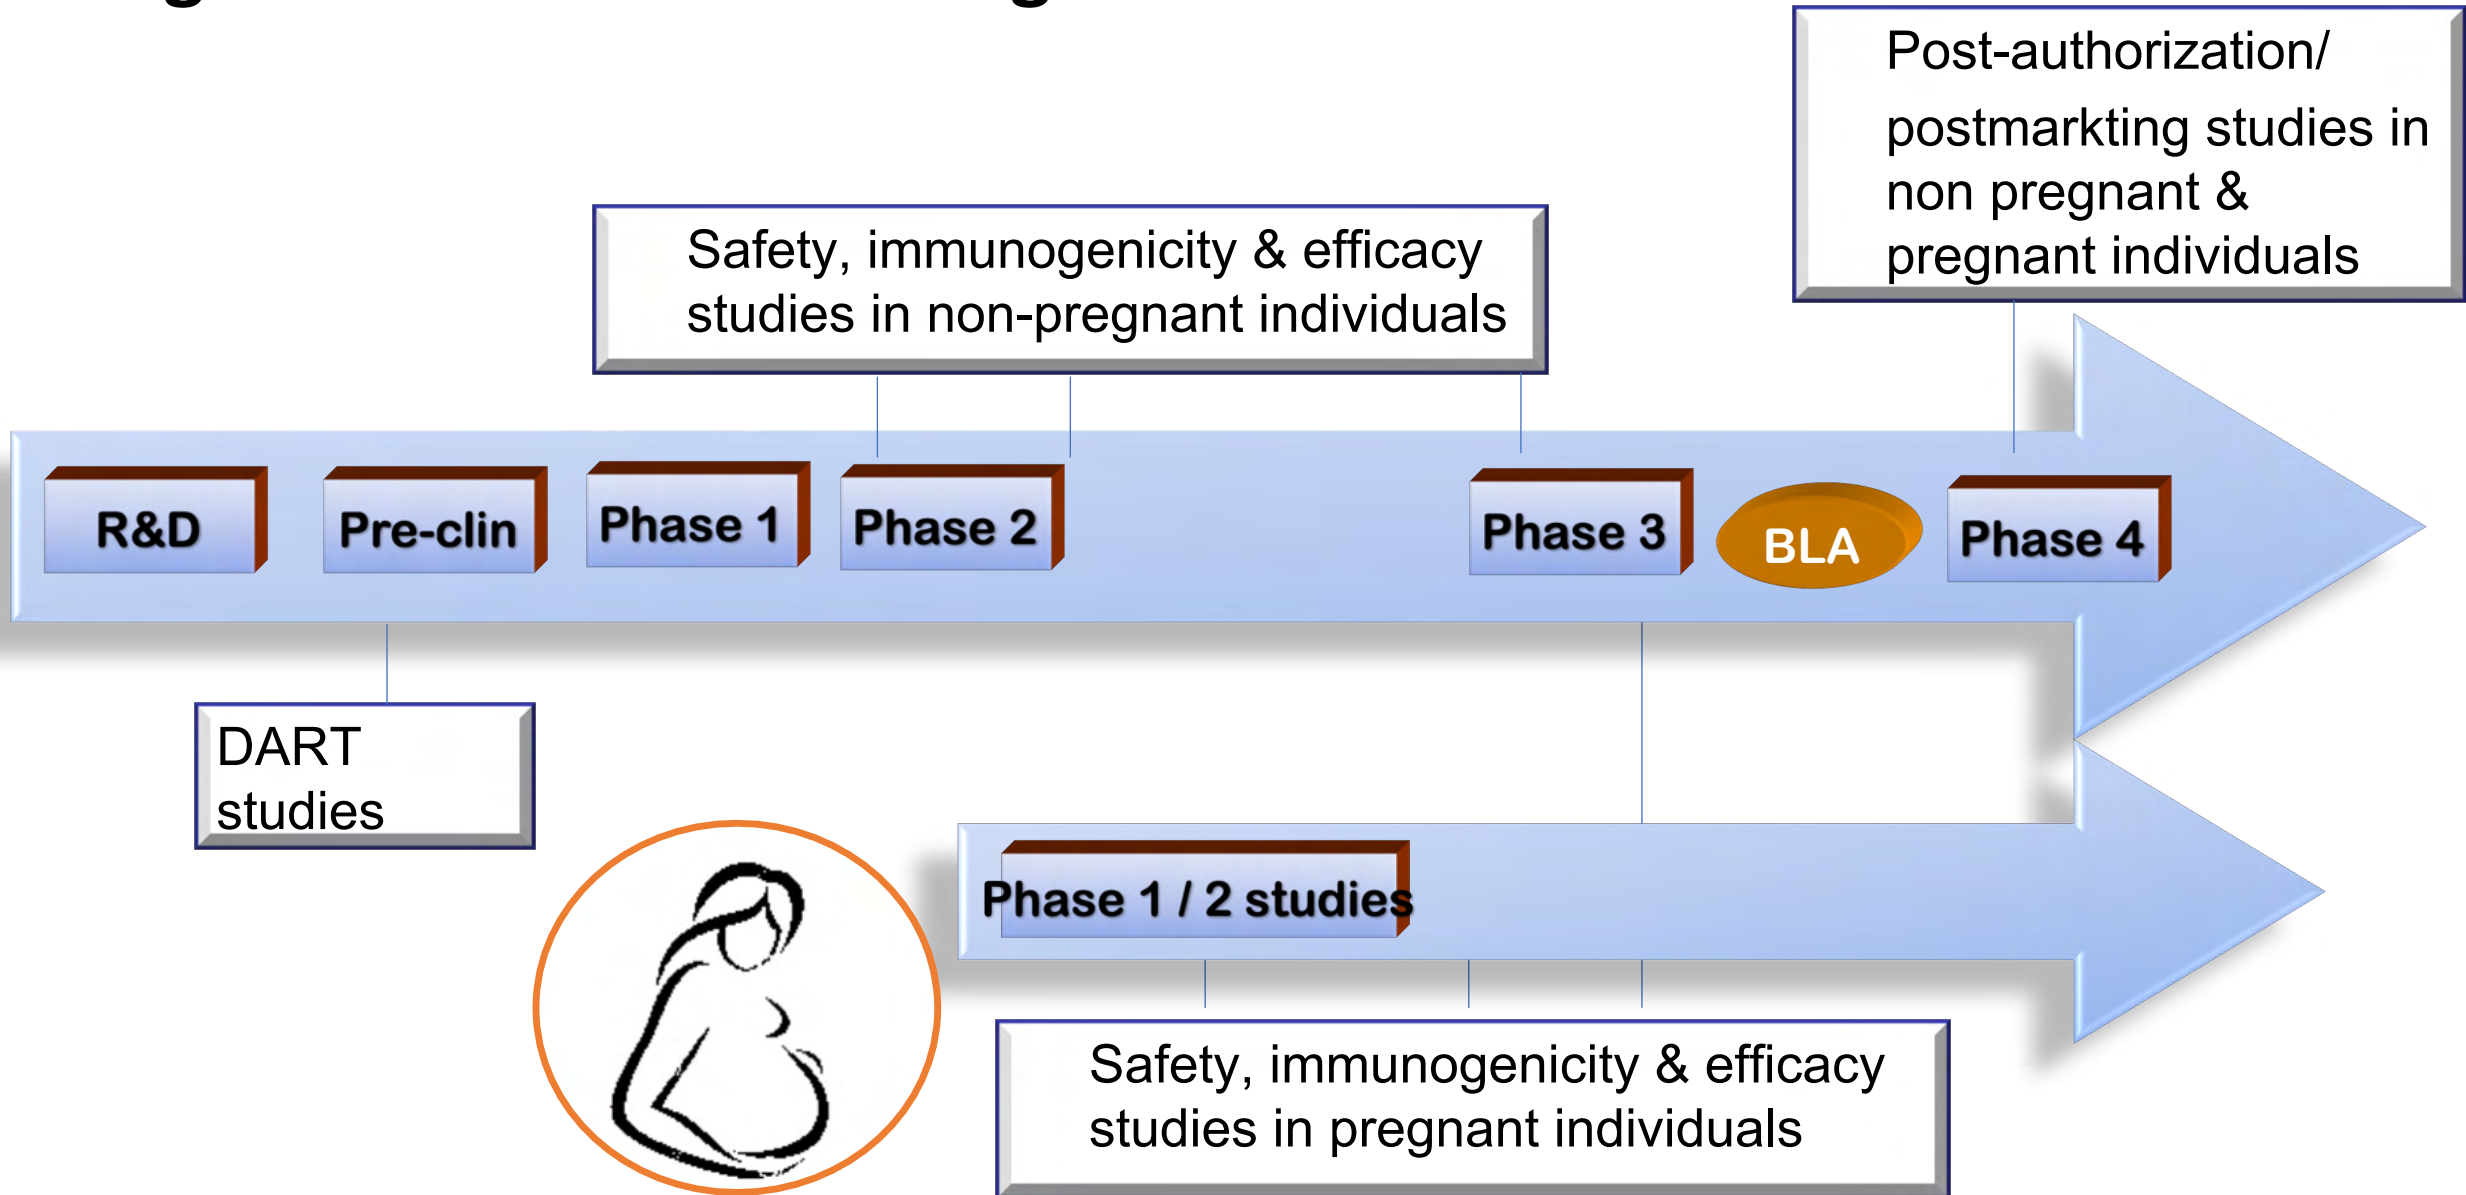 Post-authorization/
postmarkting studies in
non pregnant &
pregnant individuals
Safety, immunogenicity & efficacy
studies in non-pregnant individuals
R&D
Pre-clin
Phase 1
Phase 2
Phase 3
BLA
Phase 4
DART
studies
Phase 1 / 2 studies
Safety, immunogenicity & efficacy
studies in pregnant individuals